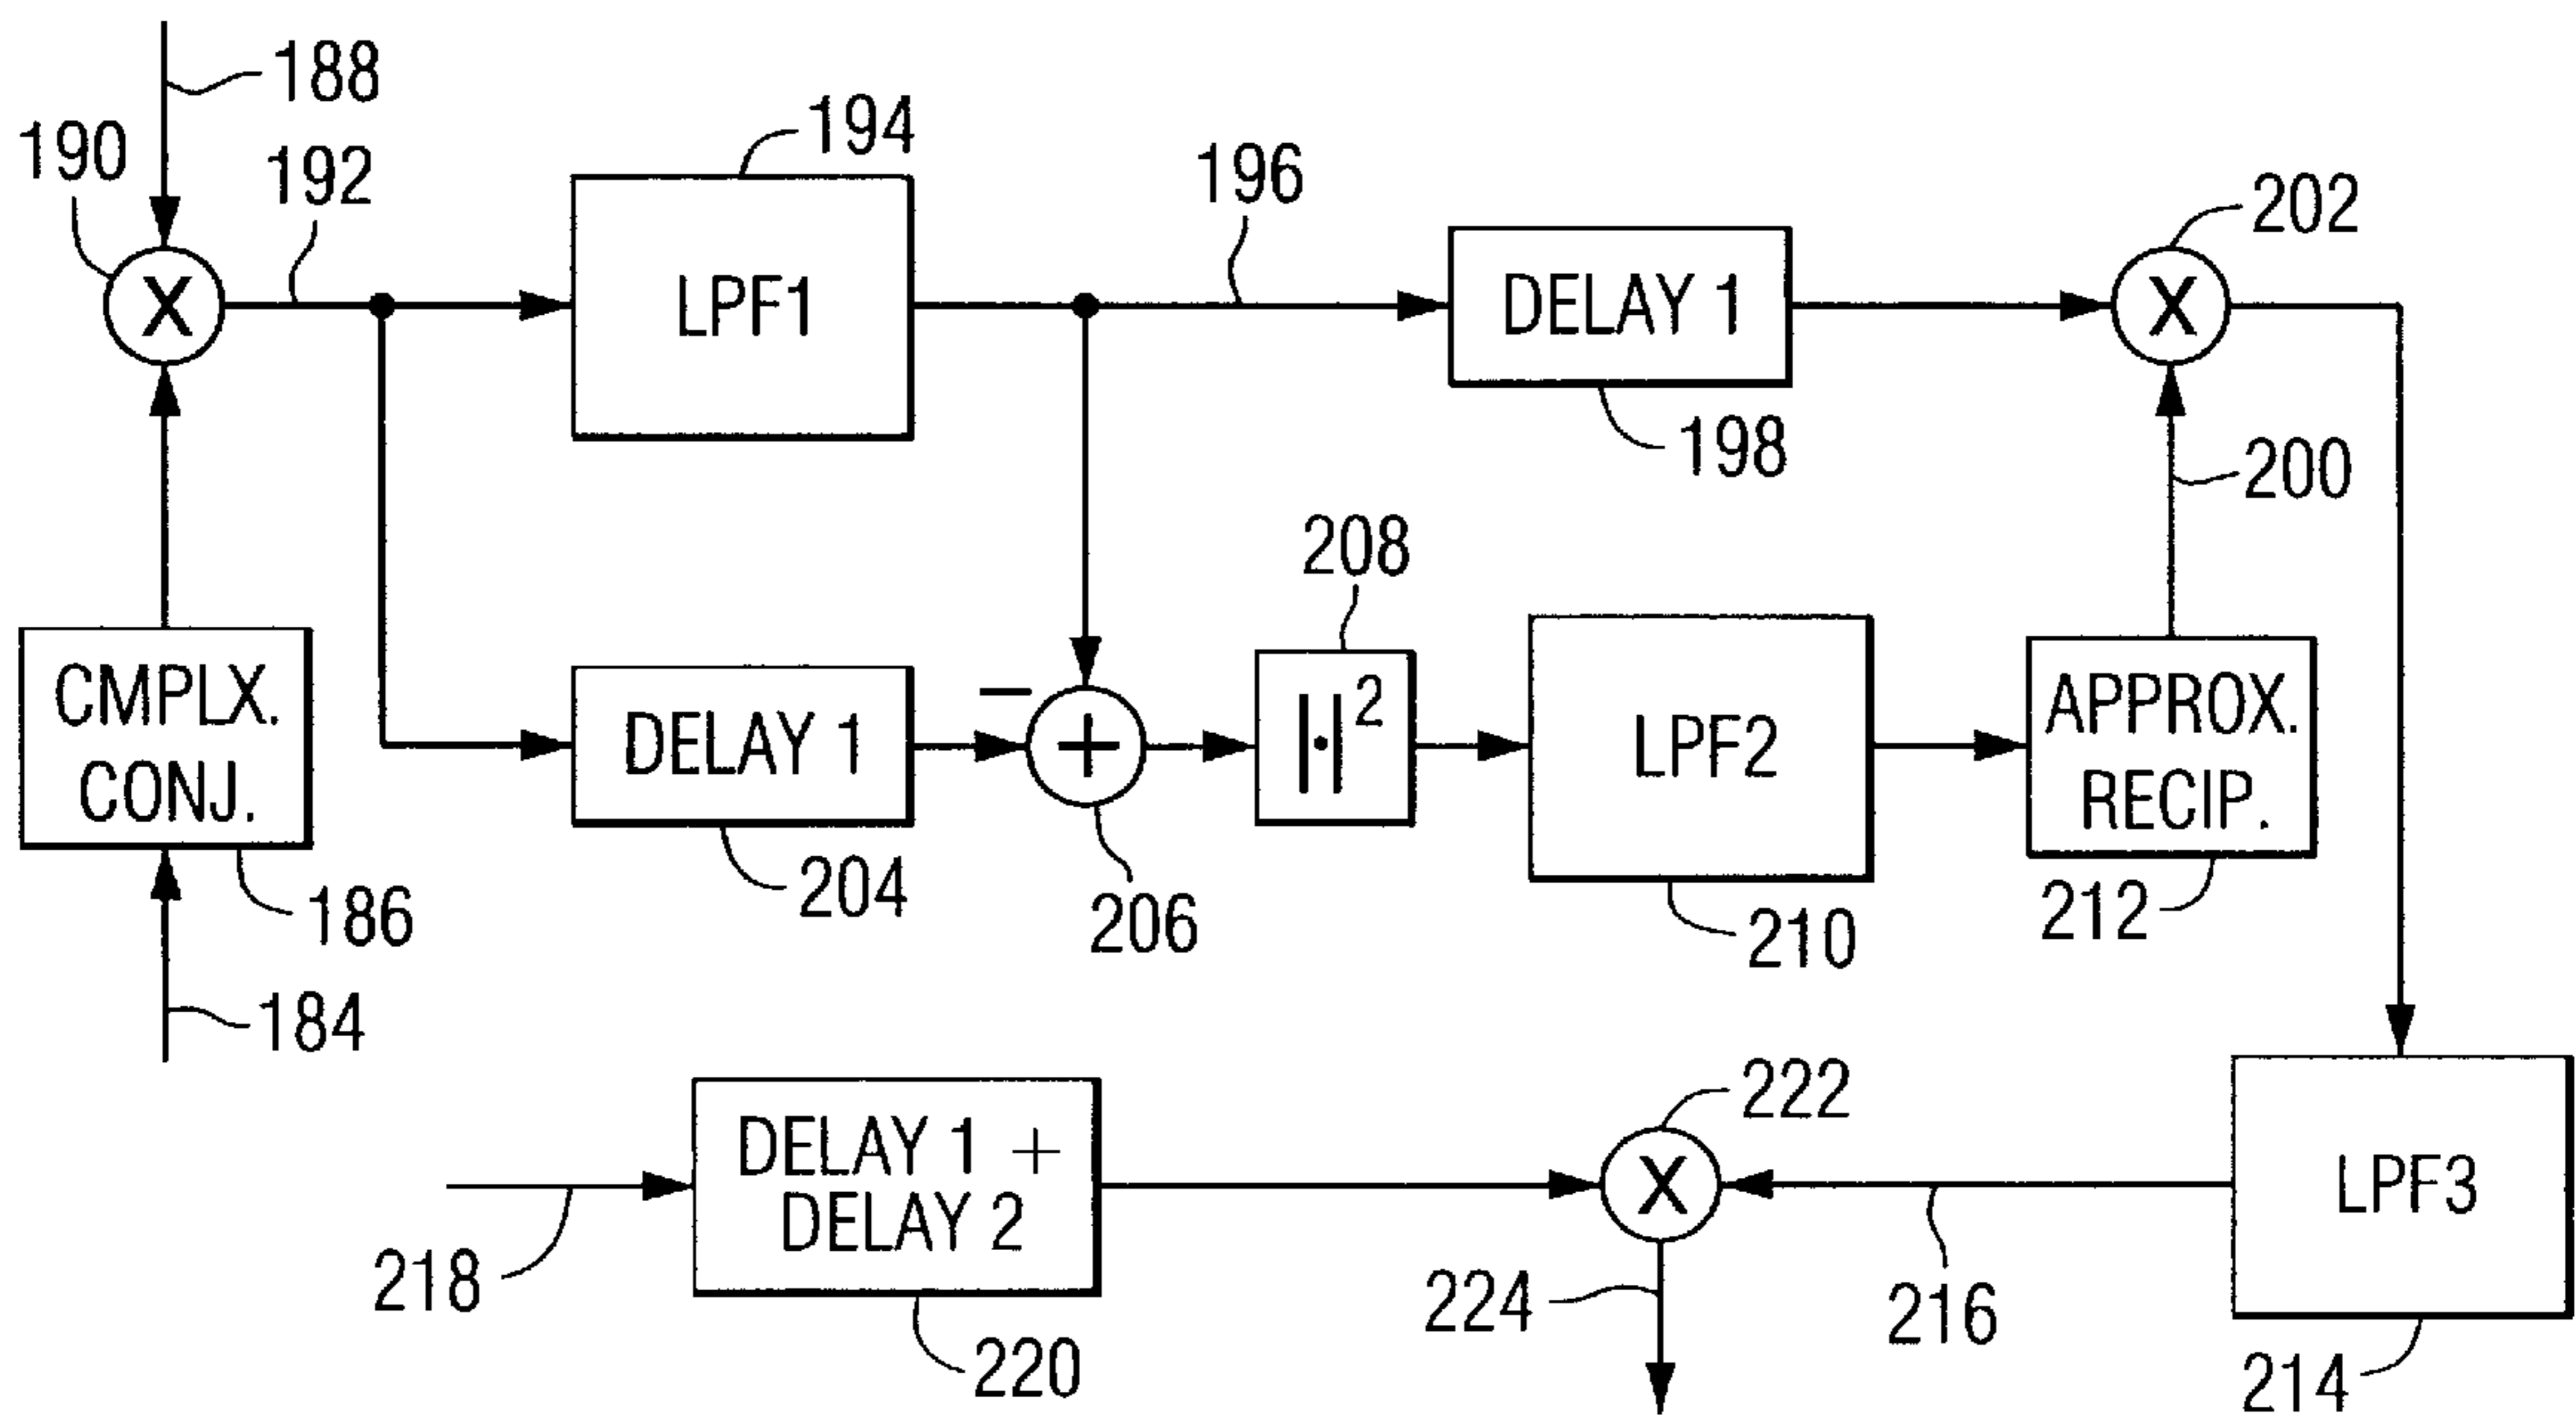 188
190
192
194
196
202
X
LPF1
DELAY 1
X
198
200
208
CMPLX.
CONJ.
DELAY 1
−
+
|•|²
LPF2
APPROX.
RECIP.
186
204
206
210
212
184
218
DELAY 1 +
DELAY 2
220
222
X
224
216
LPF3
214